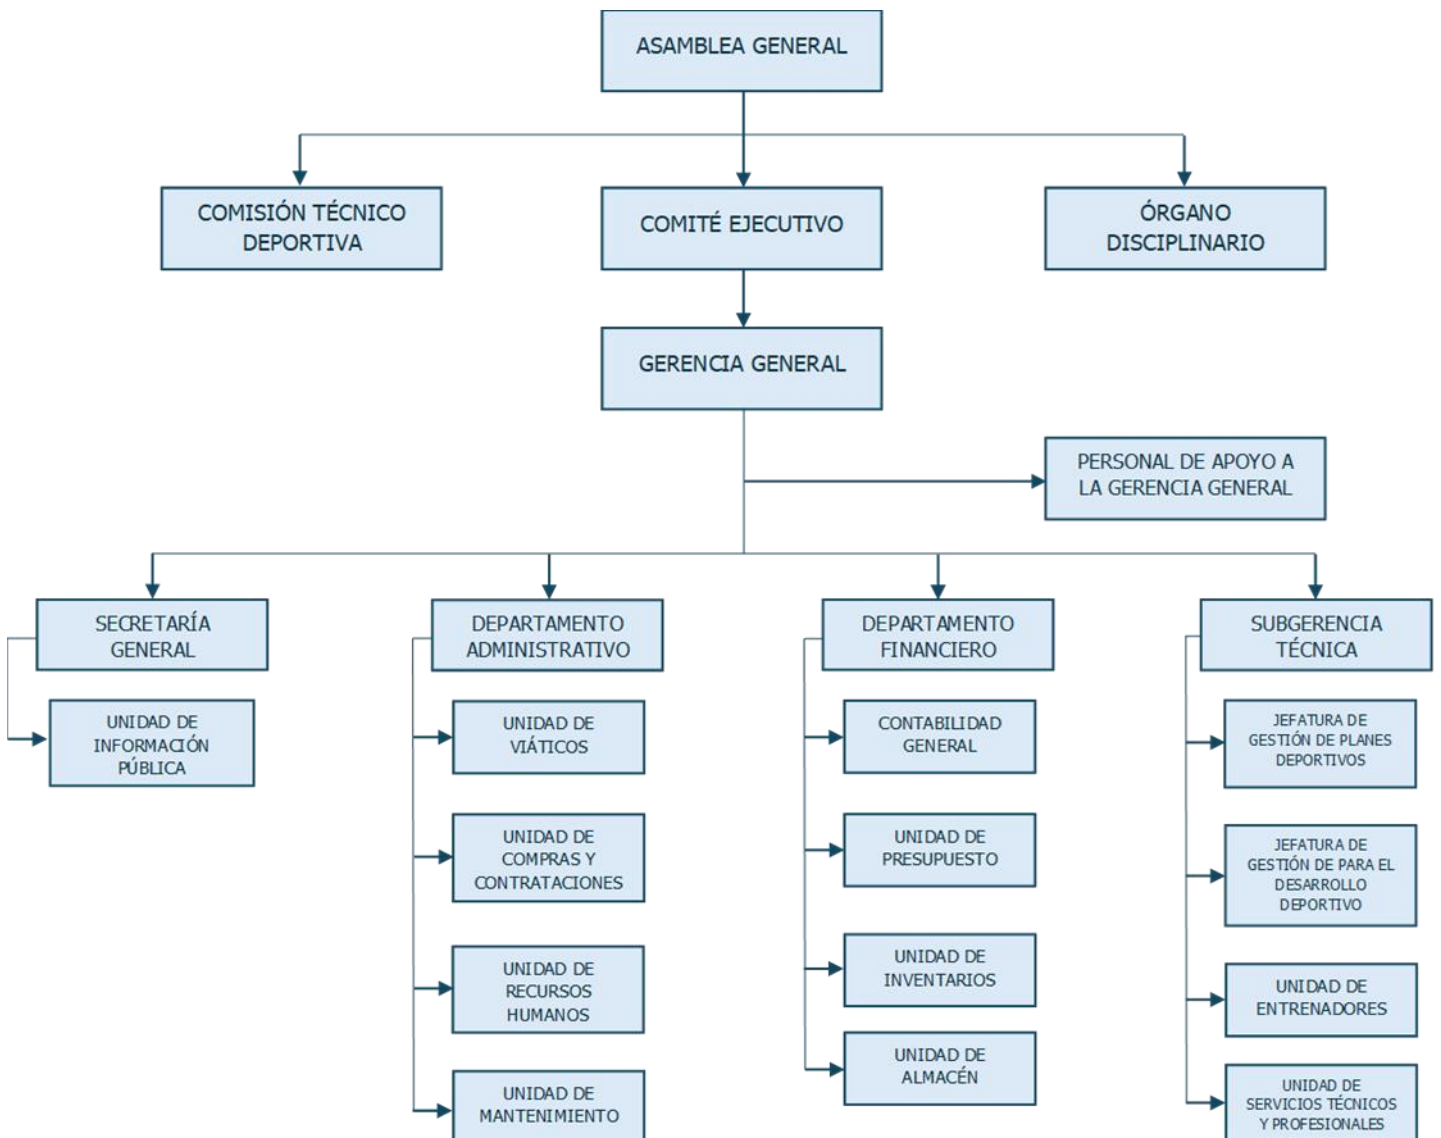 ASAMBLEA GENERAL
COMISIÓN TÉCNICO
DEPORTIVA
COMITÉ EJECUTIVO
ÓRGANO
DISCIPLINARIO
GERENCIA GENERAL
PERSONAL DE APOYO A
LA GERENCIA GENERAL
SECRETARÍA
GENERAL
UNIDAD DE
INFORMACIÓN
PÚBLICA
DEPARTAMENTO
ADMINISTRATIVO
UNIDAD DE
VIÁTICOS
UNIDAD DE
COMPRAS Y
CONTRATACIONES
UNIDAD DE
RECURSOS
HUMANOS
UNIDAD DE
MANTENIMIENTO
DEPARTAMENTO
FINANCIERO
CONTABILIDAD
GENERAL
UNIDAD DE
PRESUPUESTO
UNIDAD DE
INVENTARIOS
UNIDAD DE
ALMACÉN
SUBGERENCIA
TÉCNICA
JEFATURA DE
GESTIÓN DE PLANES
DEPORTIVOS
JEFATURA DE
GESTIÓN DE PARA EL
DESARROLLO
DEPORTIVO
UNIDAD DE
ENTRENADORES
UNIDAD DE
SERVICIOS TÉCNICOS
Y PROFESIONALES